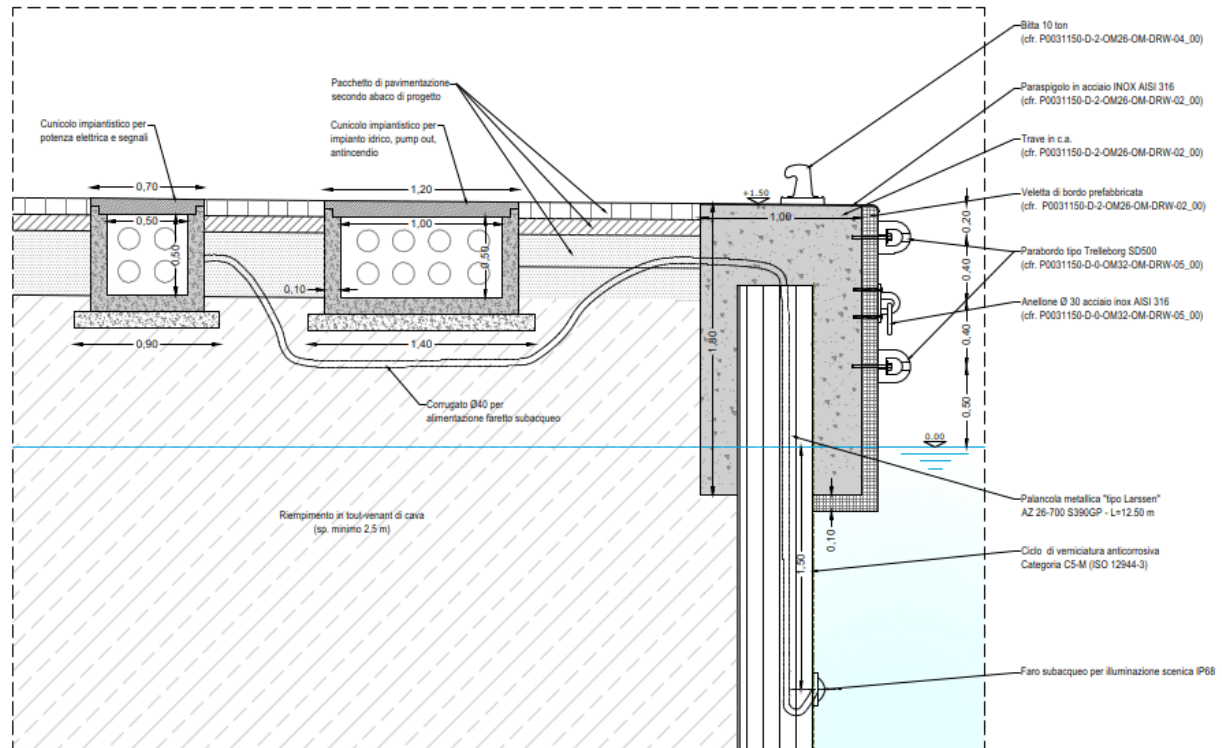 Bitta 10 ton
(cfr. P0031150-D-2-OM26-OM-DRW-04_00)
Pacchetto di pavimentazione
secondo abaco di progetto
Paraspigolo in acciaio INOX AISI 316
(cfr. P0031150-D-2-OM26-OM-DRW-02_00)
Cunicolo impiantistico per
potenza elettrica e segnali
Cunicolo impiantistico per
impianto idrico, pump out,
antincendio
Trave in c.a.
(cfr. P0031150-D-2-OM26-OM-DRW-02_00)
0,70
1,20
+1.50
Veletta di bordo prefabbricata
(cfr. P0031150-D-2-OM26-OM-DRW-02_00)
0,50
1,00
1,00
0,20
0,50
0,50
Parabordo tipo Trelleborg SD500
(cfr. P0031150-D-0-OM32-OM-DRW-05_00)
0,40
0,10
Anellone Ø 30 acciaio inox AISI 316
(cfr. P0031150-D-0-OM32-OM-DRW-05_00)
0,90
1,40
1,80
0,40
Corrugato Ø40 per
alimentazione faretto subacqueo
0,50
0.00
Riempimento in tout-venant di cava
(sp. minimo 2,5 m)
Palancola metallica "tipo Larssen"
AZ 26-700 S390GP - L=12.50 m
0,10
1,50
Ciclo di verniciatura anticorrosiva
Categoria C5-M (ISO 12944-3)
Faro subacqueo per illuminazione scenica IP68